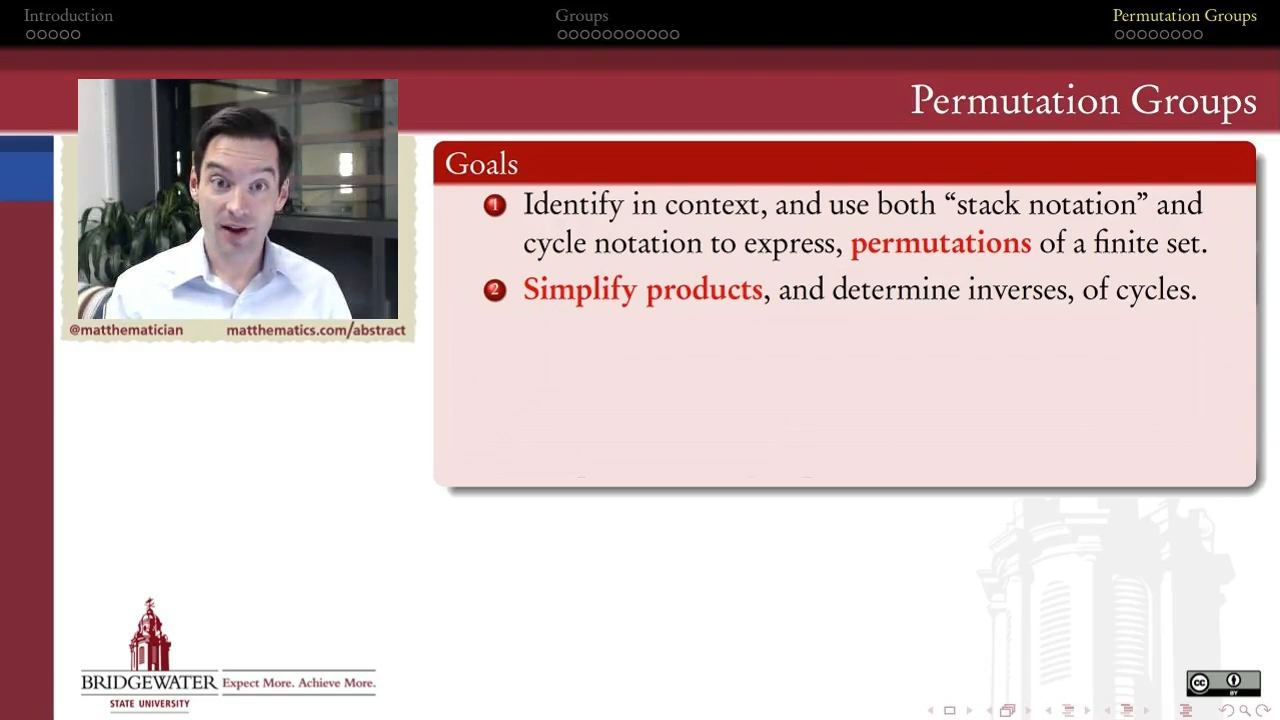 Introduction
Groups
Permutation Groups
Permutation Groups
Goals
1 Identify in context, and use both “stack notation” and
cycle notation to express, permutations of a finite set.
2 Simplify products, and determine inverses, of cycles.
@matthematician matthematics.com/abstract
BRIDGEWATER Expect More. Achieve More.
STATE UNIVERSITY
CC
BY